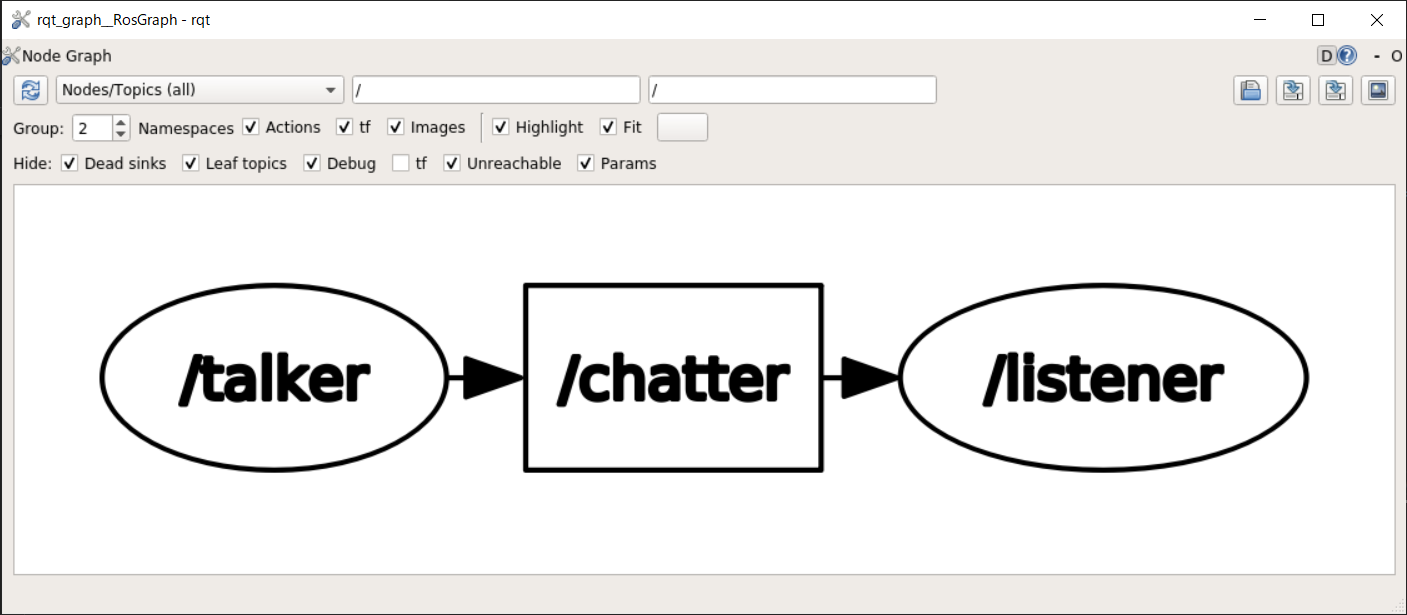 rqt_graph__RosGraph - rqt
Node Graph D ? - O
Nodes/Topics (all) / /
Group: 2 Namespaces Actions tf Images Highlight Fit
Hide: Dead sinks Leaf topics Debug tf Unreachable Params
/talker /chatter /listener